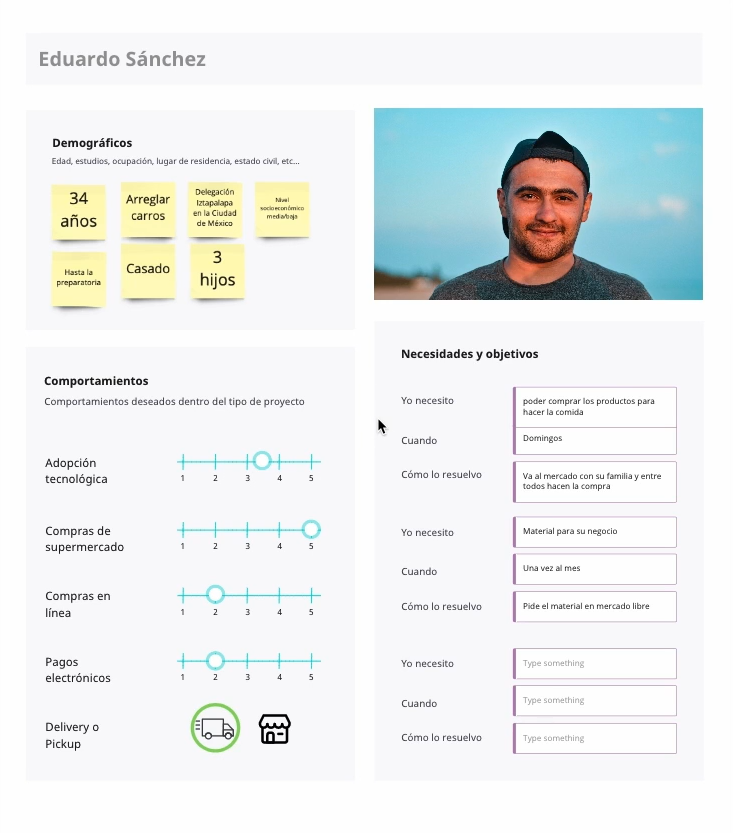 Eduardo Sánchez
Demográficos
Edad, estudios, ocupación, lugar de residencia, estado civil, etc...
34
años
Arreglar
carros
Delegación
Iztapalapa
en la Ciudad
de México
Nivel
socioeconómico
media/baja
Hasta la
preparatoria
Casado
3
hijos
Comportamientos
Comportamientos deseados dentro del tipo de proyecto
Adopción
tecnológica
1 2 3 4 5
Compras de
supermercado
1 2 3 4 5
Compras en
línea
1 2 3 4 5
Pagos
electrónicos
1 2 3 4 5
Delivery o
Pickup
Necesidades y objetivos
Yo necesito
poder comprar los productos para
hacer la comida
Cuando
Domingos
Cómo lo resuelvo
Va al mercado con su familia y entre
todos hacen la compra
Yo necesito
Material para su negocio
Cuando
Una vez al mes
Cómo lo resuelvo
Pide el material en mercado libre
Yo necesito
Type something
Cuando
Type something
Cómo lo resuelvo
Type something